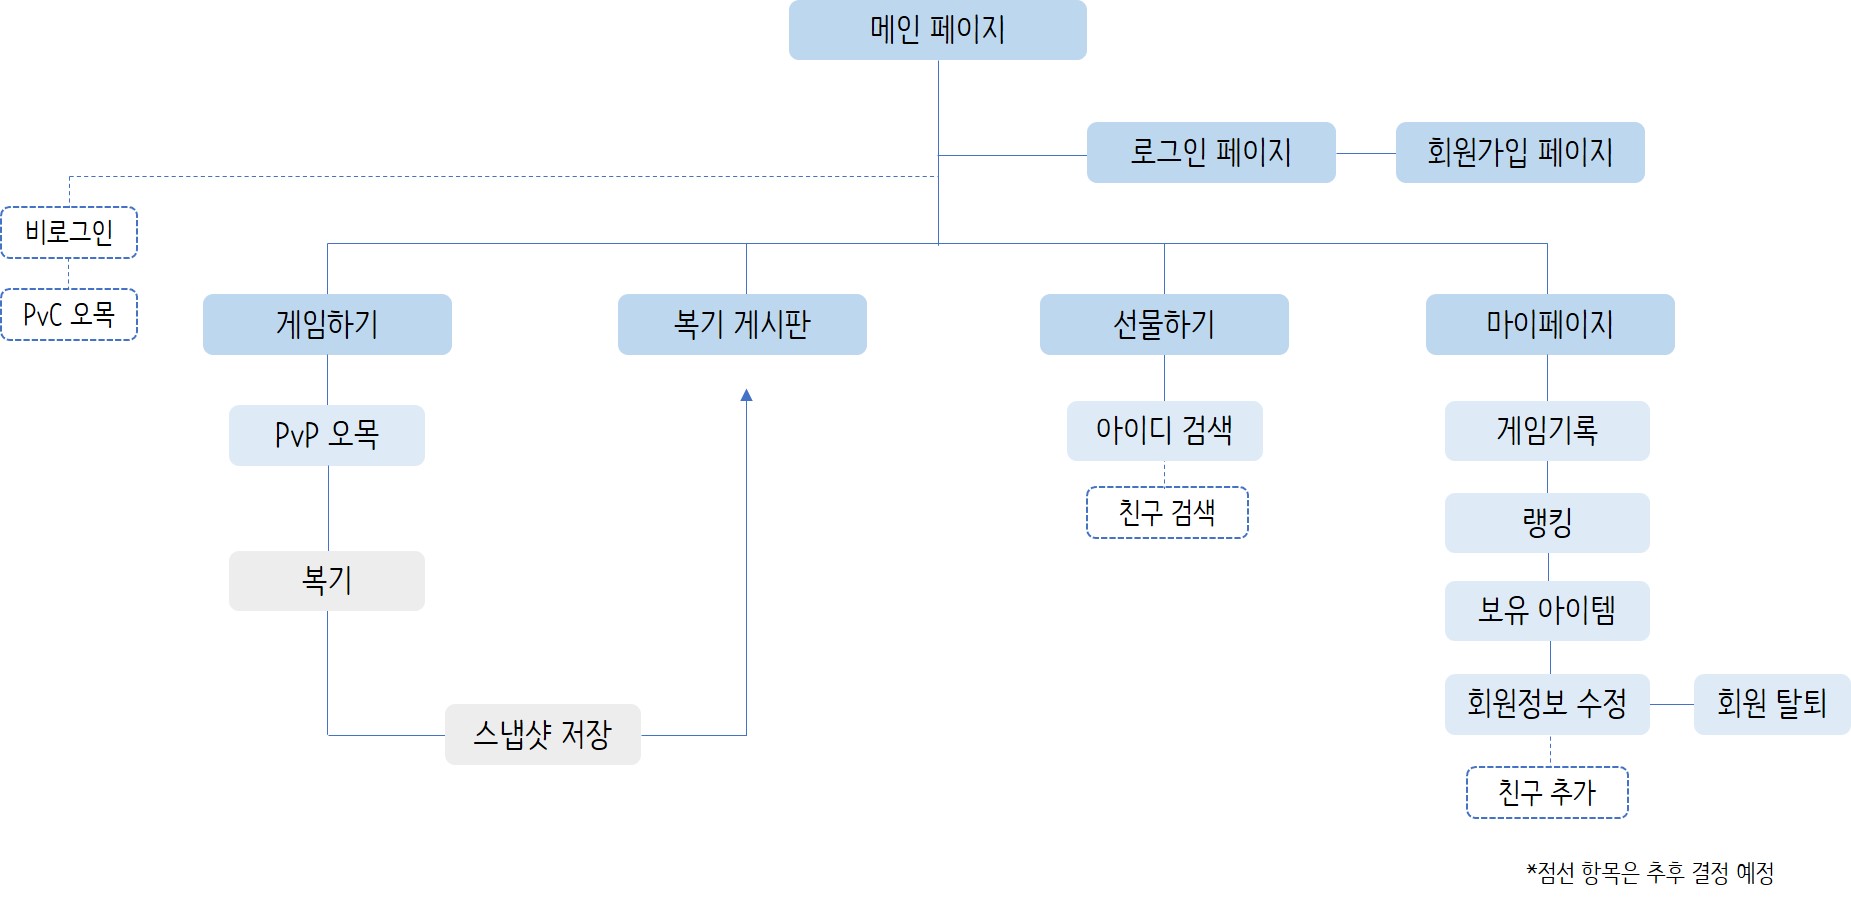 메인 페이지
로그인 페이지
회원가입 페이지
비로그인
PvC 오목
게임하기
복기 게시판
선물하기
마이페이지
PvP 오목
아이디 검색
게임기록
친구 검색
랭킹
복기
보유 아이템
스냅샷 저장
회원정보 수정
회원 탈퇴
친구 추가
*점선 항목은 추후 결정 예정